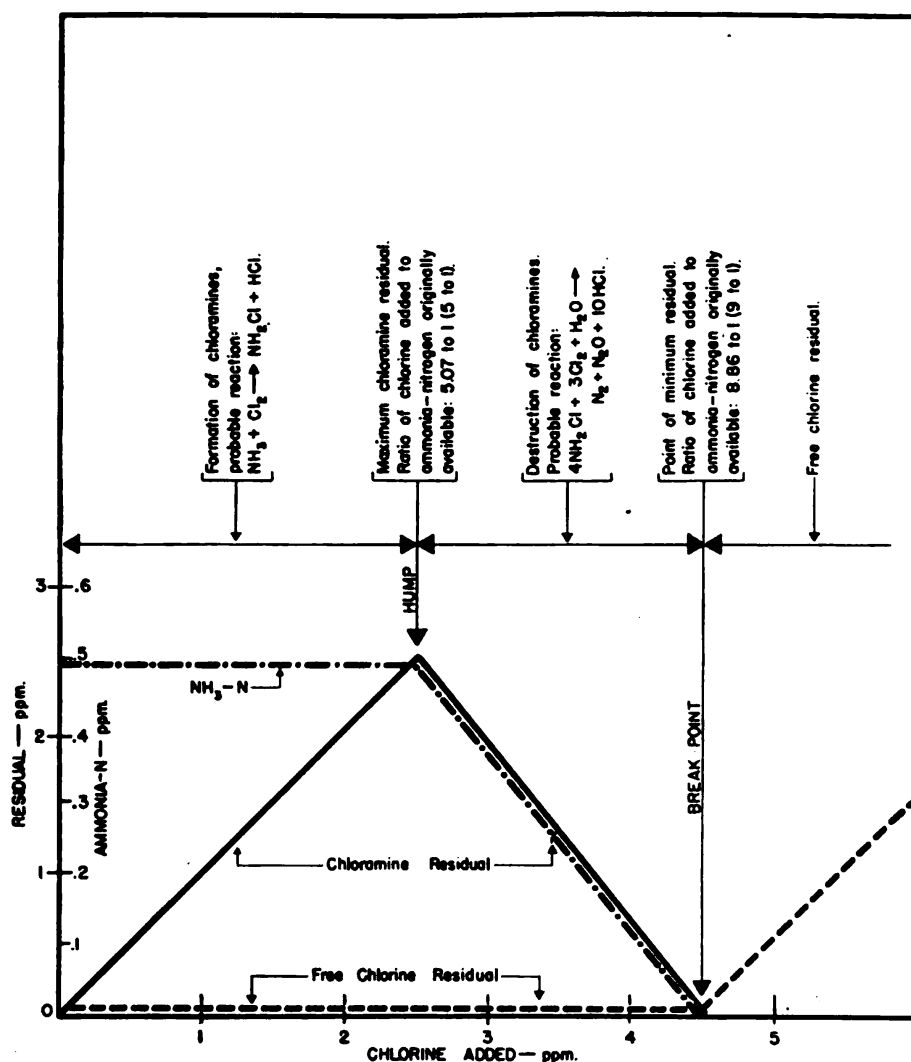 Formation of chloramines,
probable reaction:
NH₃ + Cl₂ → NH₂Cl + HCl.
Maximum chloramine residual.
Ratio of chlorine added to
ammonia-nitrogen originally
available: 5.07 to 1 (5 to 1).
Destruction of chloramines.
Probable reaction:
4NH₂Cl + 3Cl₂ + H₂O →
N₂ + N₂O + 10HCl.
Point of minimum residual.
Ratio of chlorine added to
ammonia-nitrogen originally
available: 8.86 to 1 (9 to 1).
Free chlorine residual.
HUMP
BREAK POINT
3 .6
.5
NH₃-N
2 .4
.3
1 .2
.1
0
RESIDUAL — ppm.
AMMONIA-N — ppm.
Chloramine Residual
Free Chlorine Residual
1 2 3 4 5
CHLORINE ADDED — ppm.